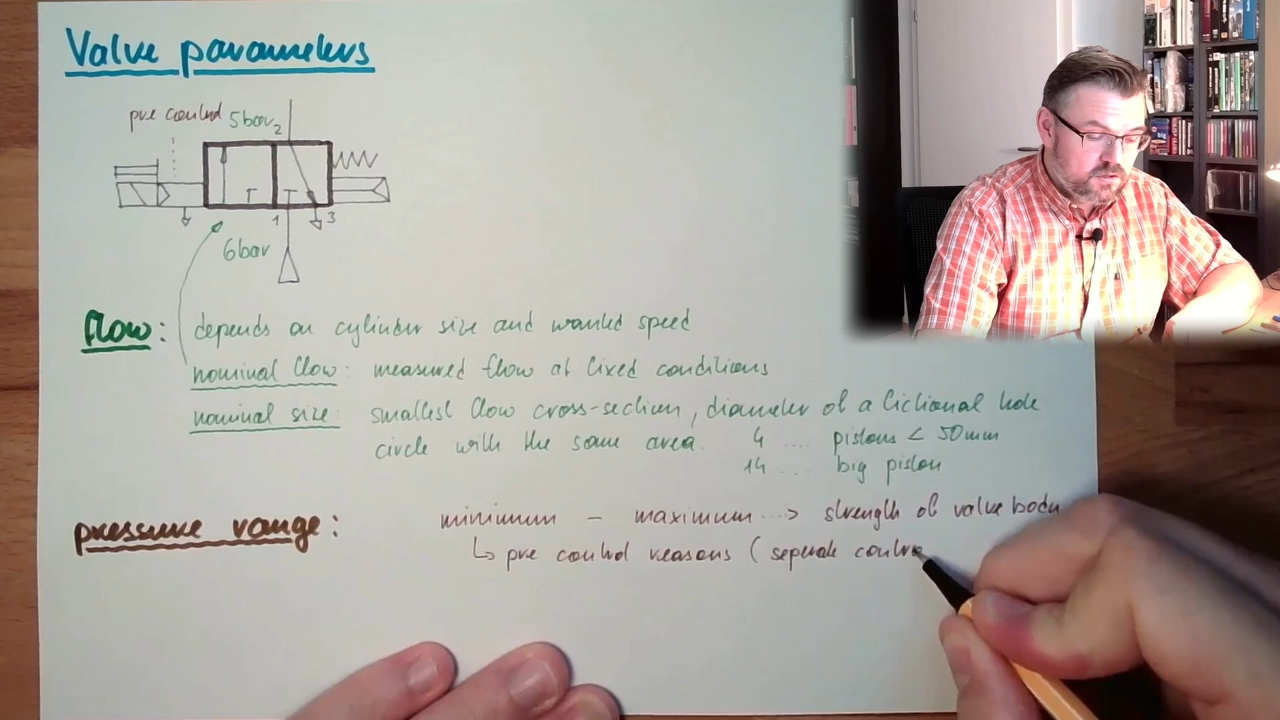 Valve parameters
pre control 5bar 2
1 3
6bar
flow: depends on cylinder size and wanted speed
nominal flow: measured flow at fixed conditions
nominal size: smallest flow cross-section, diameter of a fictional hole
circle with the same area. 4 .... pistons < 50mm
14 ... big piston
pressure range: minimum – maximum ...> strength of valve body
↳ pre control reasons (seperate contro